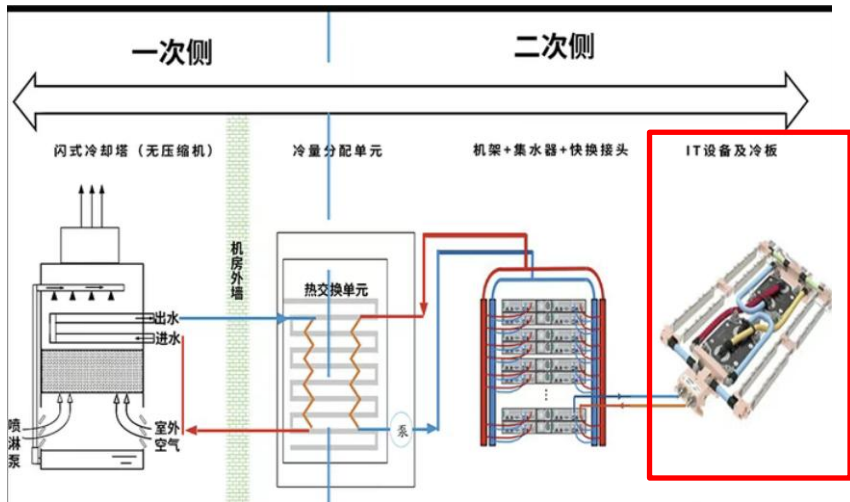 一次侧
二次侧
闪式冷却塔（无压缩机）
冷量分配单元
机架+集水器+快换接头
IT设备及冷板
机房外墙
热交换单元
出水
进水
喷淋泵
室外
空气
泵